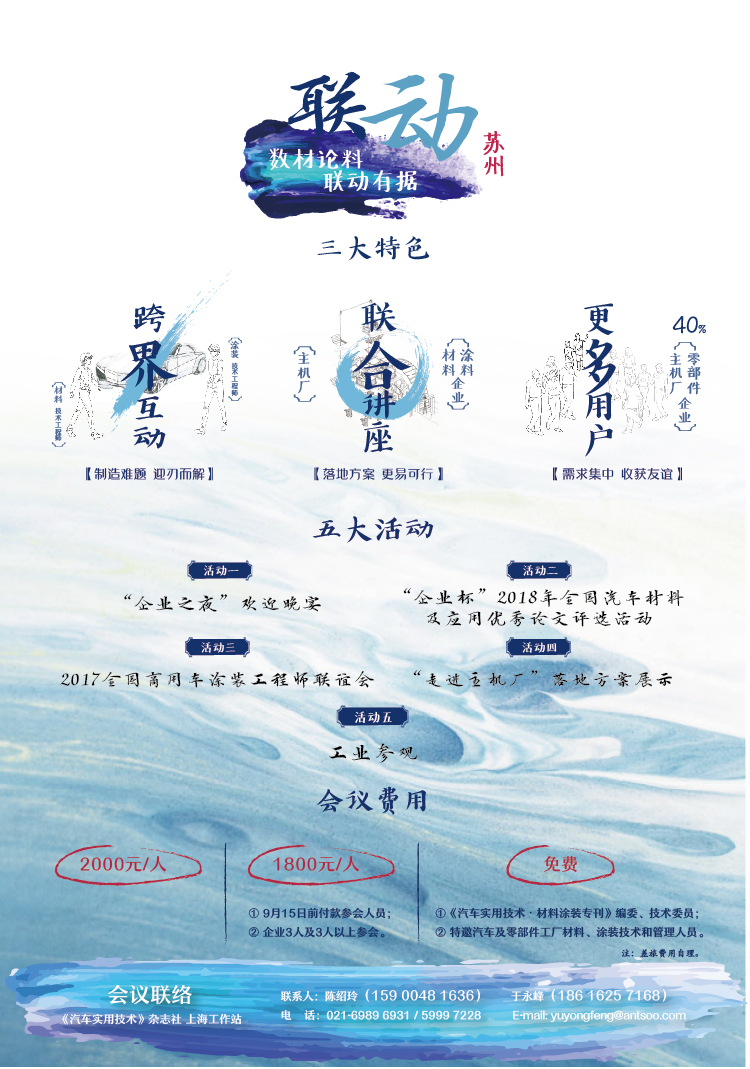 联动
苏州
数材论料
联动有据
三大特色
跨界互动
材料 技术工程师
涂装 技术工程师
【制造难题 迎刃而解】
联合讲座
主机厂
涂料
材料 企业
【落地方案 更易可行】
更多用户
40%
零部件
主机厂 企业
【需求集中 收获友谊】
五大活动
活动一
“企业之夜”欢迎晚宴
活动二
“企业杯”2018年全国汽车材料
及应用优秀论文评选活动
活动三
2017全国商用车涂装工程师联谊会
活动四
“走进主机厂”落地方案展示
活动五
工业参观
会议费用
2000元/人
1800元/人
① 9月15日前付款参会人员；
② 企业3人及3人以上参会。
免费
①《汽车实用技术·材料涂装专刊》编委、技术委员；
② 特邀汽车及零部件工厂材料、涂装技术和管理人员。
注：差旅费用自理。
会议联络
《汽车实用技术》杂志社 上海工作站
联系人：陈绍玲（159 0048 1636） 于永峰（186 1625 7168）
电 话：021-6989 6931 / 5999 7228 E-mail: yuyongfeng@antsoo.com